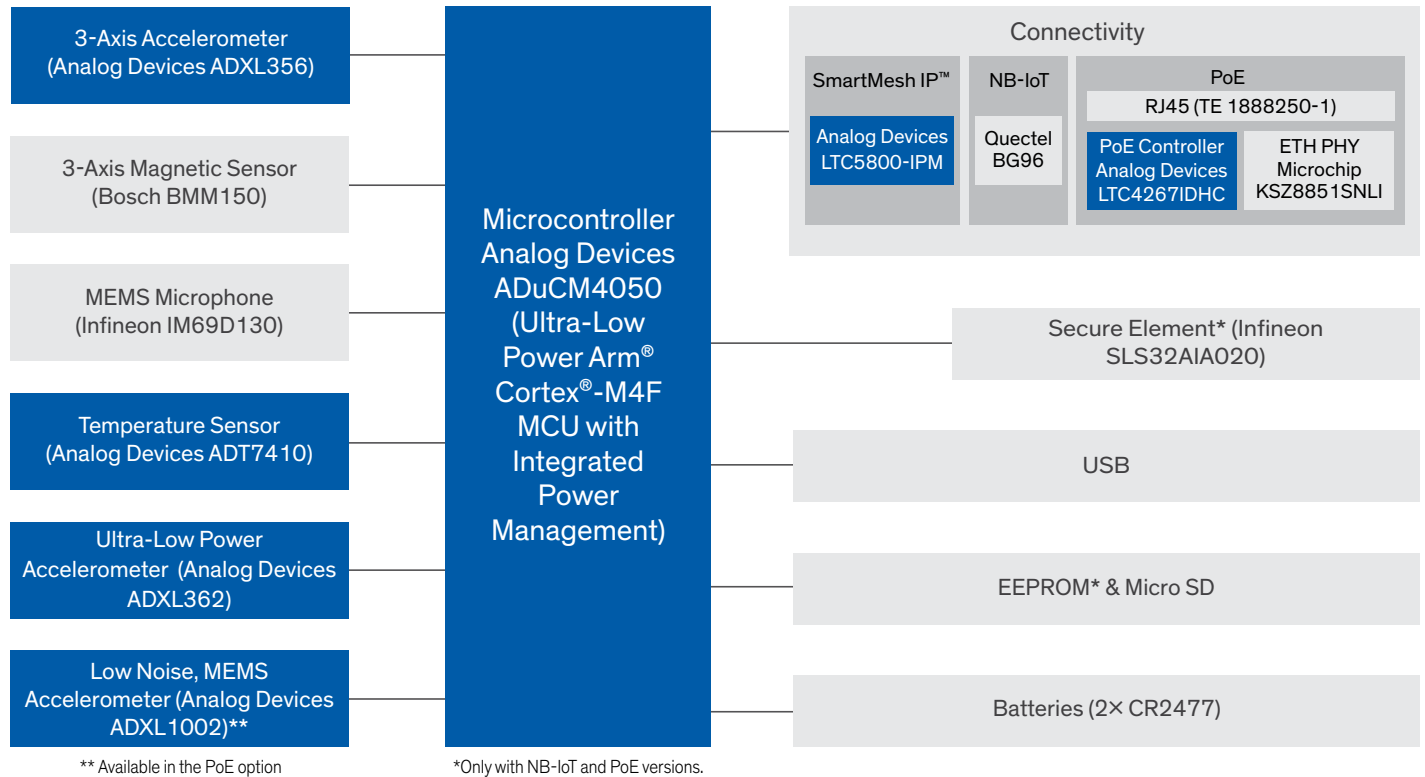 3-Axis Accelerometer
(Analog Devices ADXL356)
3-Axis Magnetic Sensor
(Bosch BMM150)
MEMS Microphone
(Infineon IM69D130)
Temperature Sensor
(Analog Devices ADT7410)
Ultra-Low Power
Accelerometer (Analog Devices
ADXL362)
Low Noise, MEMS
Accelerometer (Analog Devices
ADXL1002)**
** Available in the PoE option
Microcontroller
Analog Devices
ADuCM4050
(Ultra-Low
Power Arm®
Cortex®-M4F
MCU with
Integrated
Power
Management)
*Only with NB-IoT and PoE versions.
Connectivity
SmartMesh IP™
Analog Devices
LTC5800-IPM
NB-IoT
Quectel
BG96
PoE
RJ45 (TE 1888250-1)
PoE Controller
Analog Devices
LTC4267IDHC
ETH PHY
Microchip
KSZ8851SNLI
Secure Element* (Infineon
SLS32AIA020)
USB
EEPROM* & Micro SD
Batteries (2× CR2477)